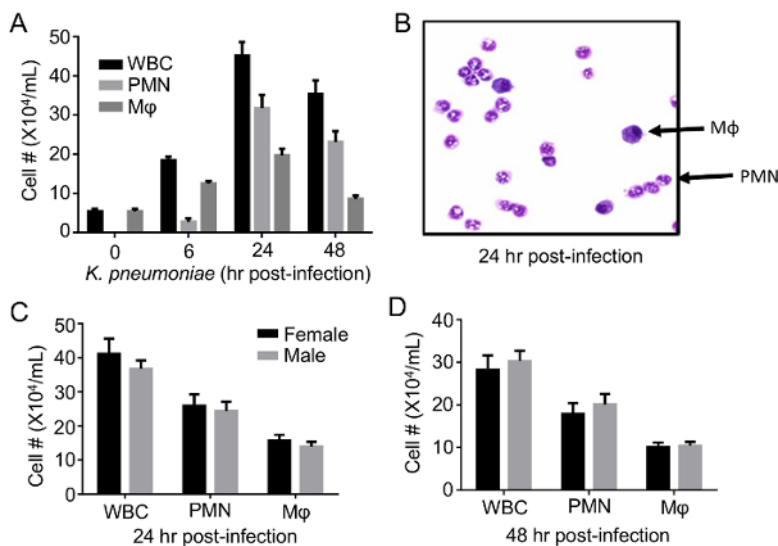 A
Cell # (X10⁴/mL)
50
40
30
20
10
0
WBC
PMN
Mφ
0 6 24 48
K. pneumoniae (hr post-infection)
B
Mϕ
PMN
24 hr post-infection
C
Cell # (X10⁴/mL)
50
40
30
20
10
0
Female
Male
WBC PMN Mφ
24 hr post-infection
D
Cell # (X10⁴/mL)
40
30
20
10
0
WBC PMN Mφ
48 hr post-infection